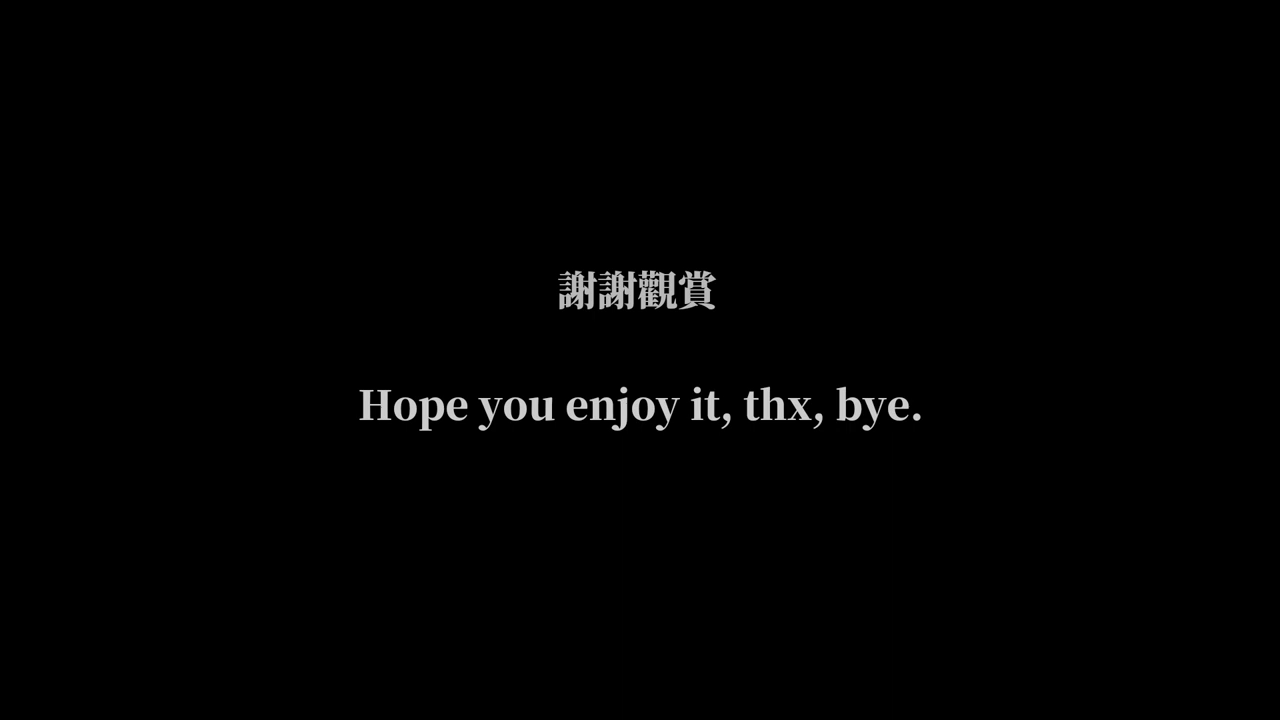 謝謝觀賞
Hope you enjoy it, thx, bye.